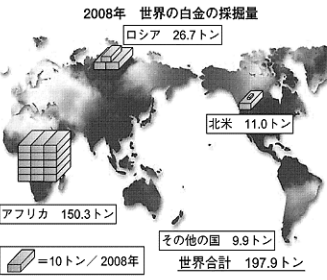 2008年 世界の白金の採掘量
ロシア 26.7トン
北米 11.0トン
アフリカ 150.3トン
その他の国 9.9トン
=10トン/2008年
世界合計 197.9トン